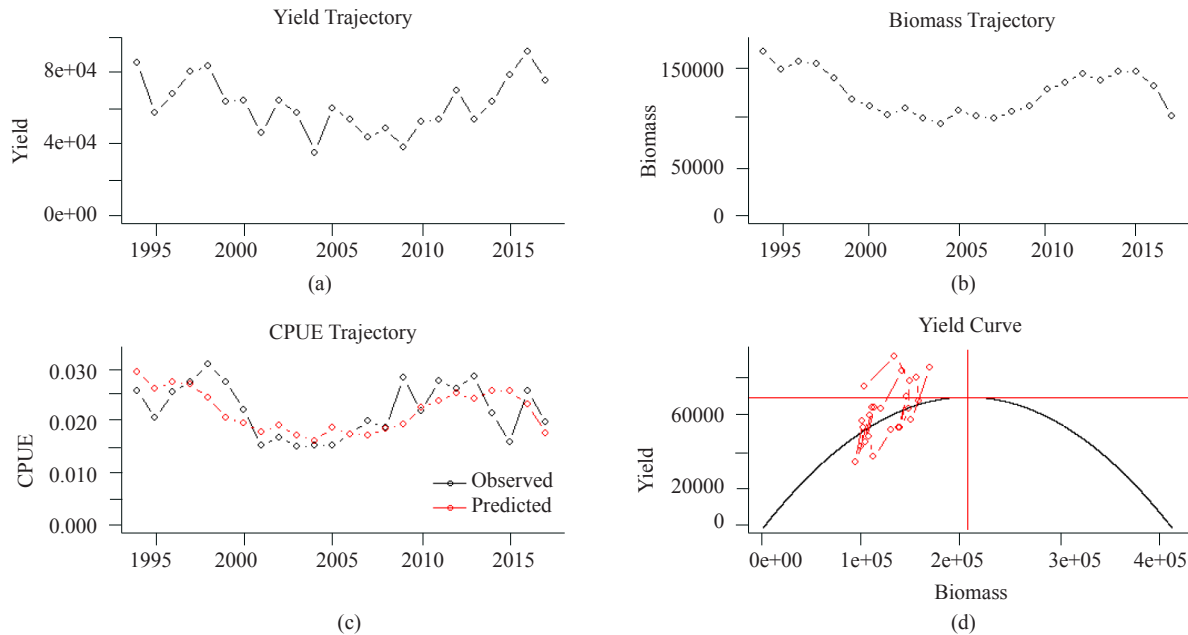 Yield Trajectory
Yield
8e+04
4e+04
0e+00
1995 2000 2005 2010 2015
(a)
Biomass Trajectory
Biomass
150000
50000
0
1995 2000 2005 2010 2015
(b)
CPUE Trajectory
CPUE
0.030
0.020
0.010
0.000
Observed
Predicted
1995 2000 2005 2010 2015
(c)
Yield Curve
Yield
60000
20000
0
0e+00 1e+05 2e+05 3e+05 4e+05
Biomass
(d)